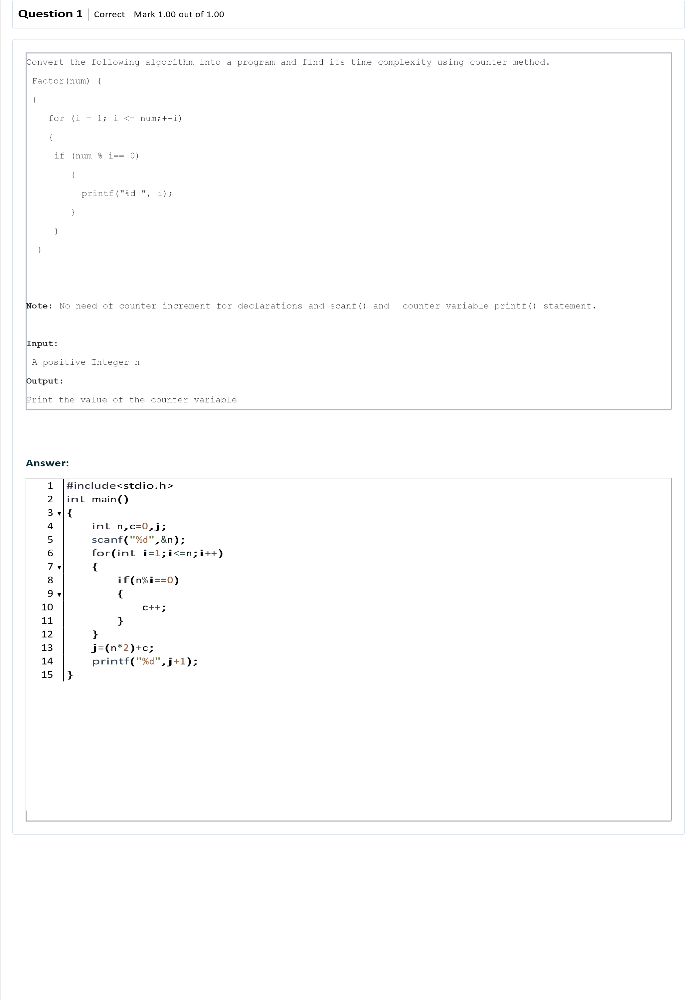 Question 1 Correct Mark 1.00 out of 1.00
Convert the following algorithm into a program and find its time complexity using counter method.
Factor(num) {
{
for (i = 1; i <= num;++i)
{
if (num % i== 0)
{
printf("%d ", i);
}
}
}
Note: No need of counter increment for declarations and scanf() and counter variable printf() statement.
Input:
A positive Integer n
Output:
Print the value of the counter variable
Answer:
1 #include<stdio.h>
2 int main()
3 {
4 int n,c=0,j;
5 scanf("%d",&n);
6 for(int i=1;i<=n;i++)
7 {
8 if(n%i==0)
9 {
10 c++;
11 }
12 }
13 j=(n*2)+c;
14 printf("%d",j+1);
15 }